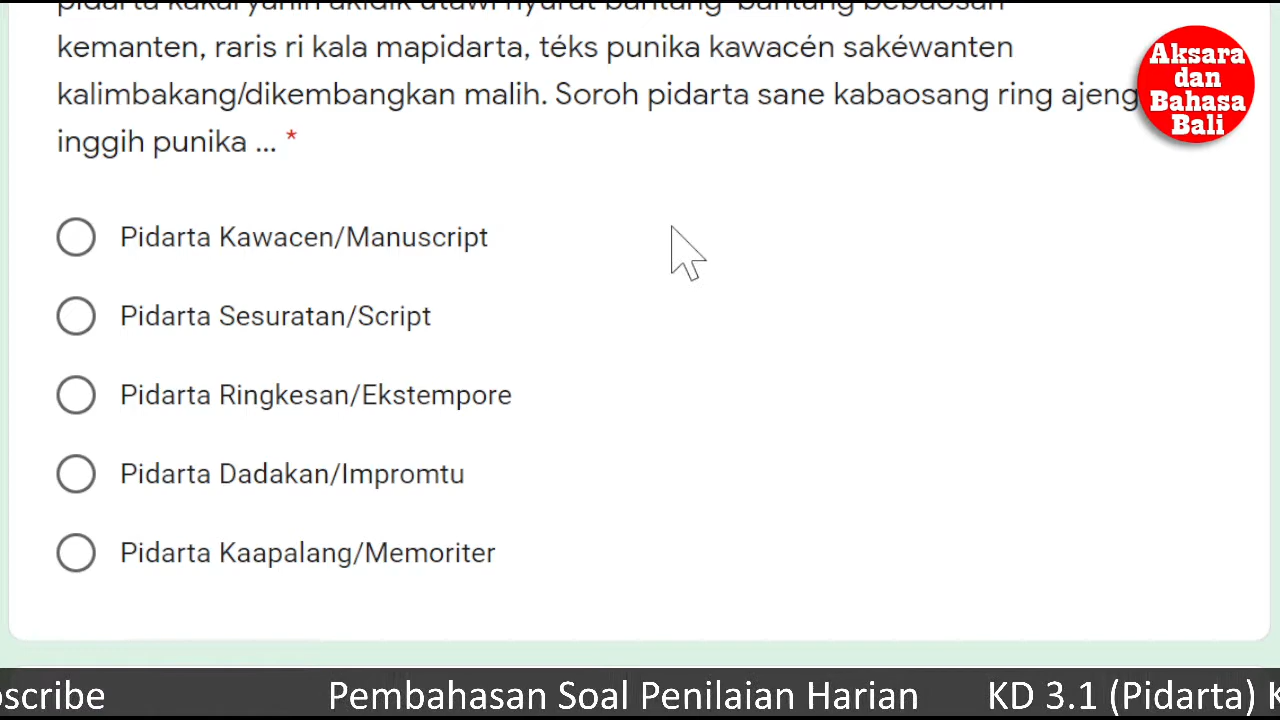 kemanten, raris ri kala mapidarta, téks punika kawacén sakéwanten
kalimbakang/dikembangkan malih. Soroh pidarta sane kabaosang ring ajeng
inggih punika ... *
Aksara
dan
Bahasa
Bali
Pidarta Kawacen/Manuscript
Pidarta Sesuratan/Script
Pidarta Ringkesan/Ekstempore
Pidarta Dadakan/Impromtu
Pidarta Kaapalang/Memoriter
scribe Pembahasan Soal Penilaian Harian KD 3.1 (Pidarta)